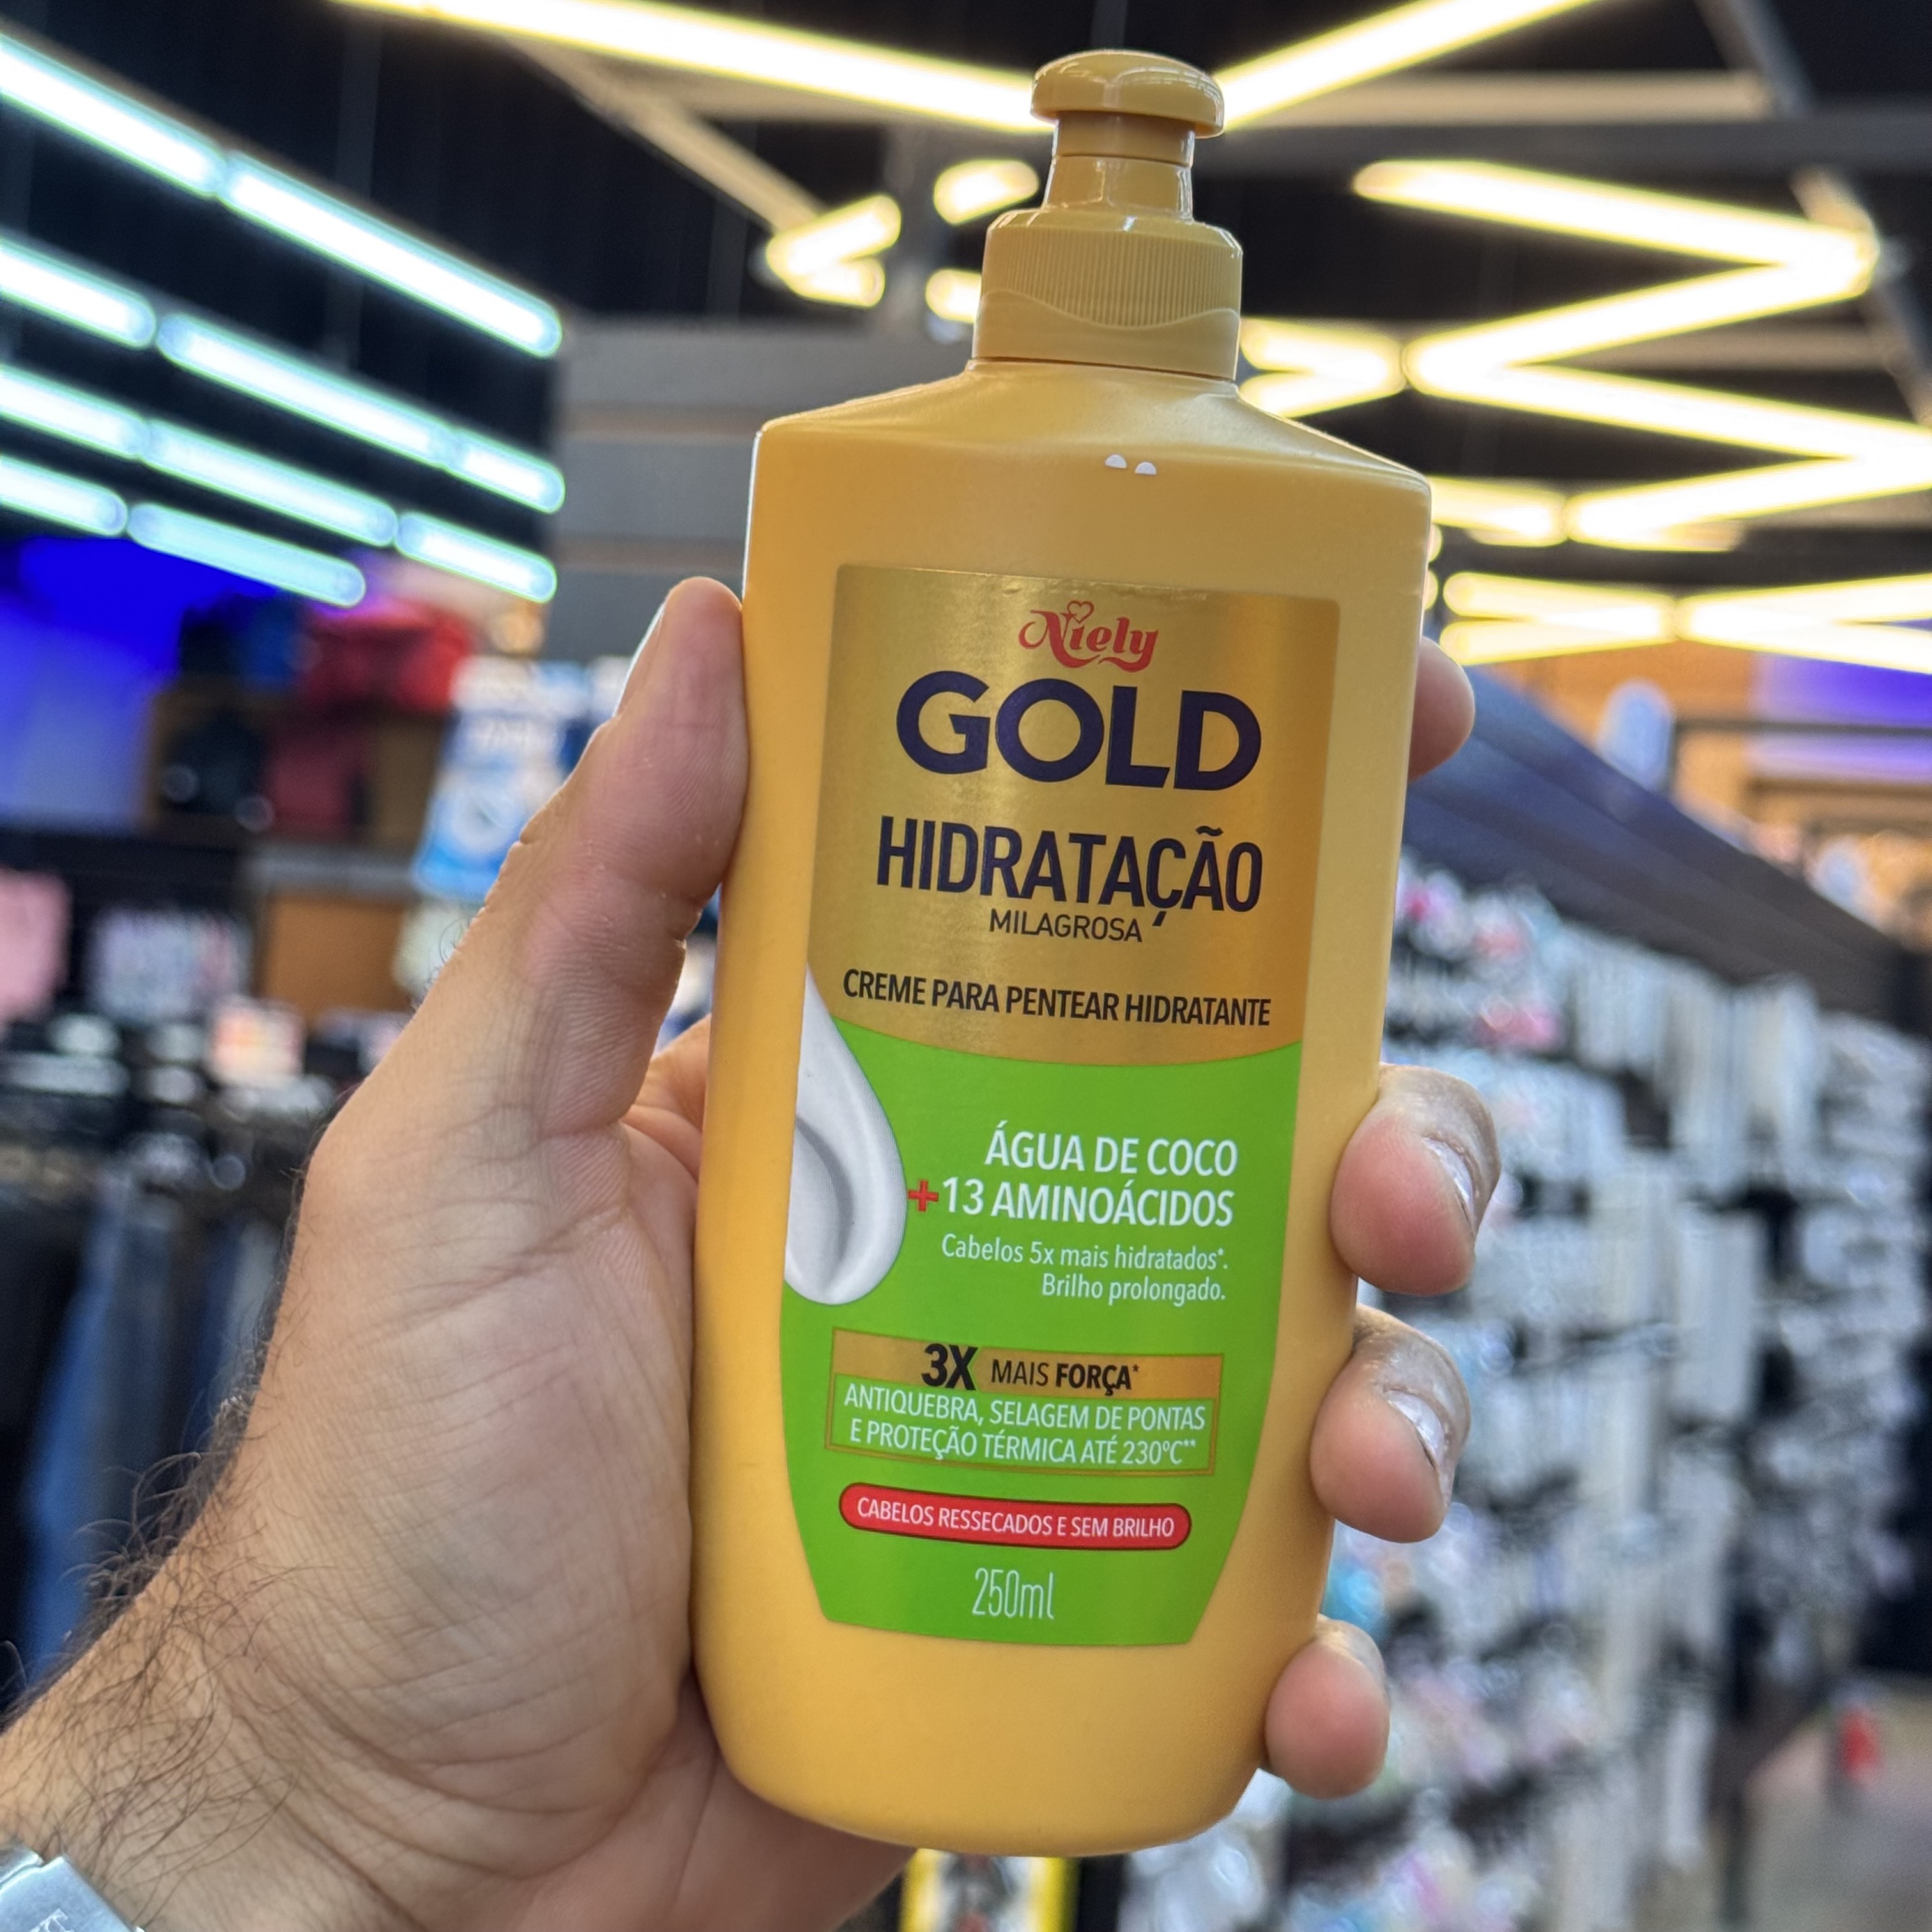 Niely
GOLD
HIDRATAÇÃO
MILAGROSA
CREME PARA PENTEAR HIDRATANTE
ÁGUA DE COCO
+13 AMINOÁCIDOS
Cabelos 5x mais hidratados*.
Brilho prolongado.
3X MAIS FORÇA*
ANTIQUEBRA, SELAGEM DE PONTAS
E PROTEÇÃO TÉRMICA ATÉ 230ºC**
CABELOS RESSECADOS E SEM BRILHO
250ml